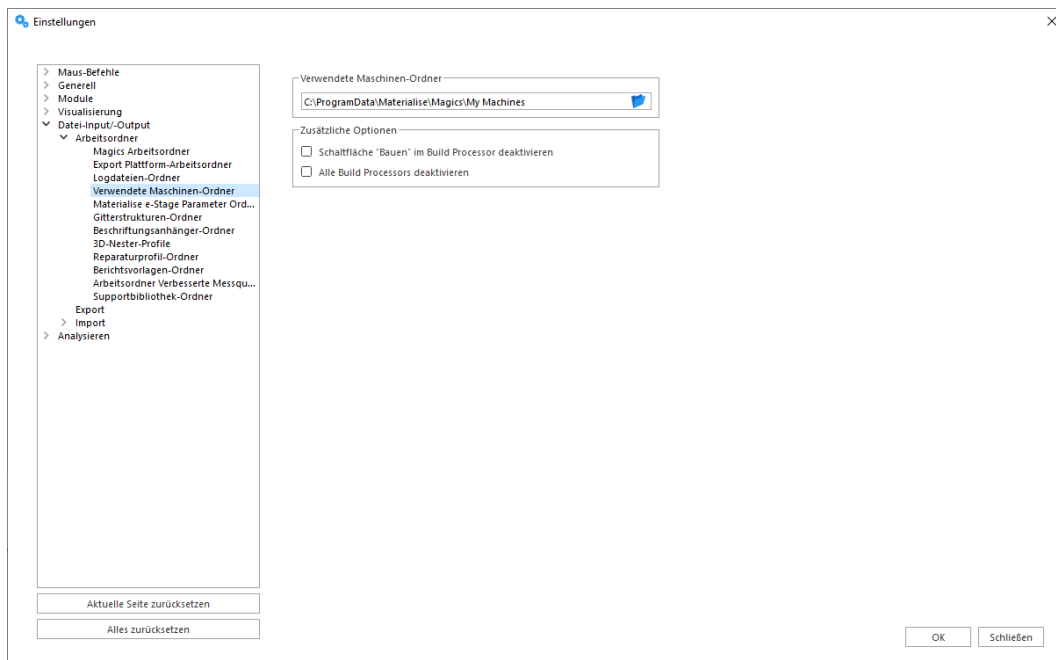 Einstellungen
Maus-Befehle
Generell
Module
Visualisierung
Datei-Input/-Output
Arbeitsordner
Magics Arbeitsordner
Export Plattform-Arbeitsordner
Logdateien-Ordner
Verwendete Maschinen-Ordner
Materialise e-Stage Parameter Ord...
Gitterstrukturen-Ordner
Beschriftungsanhänger-Ordner
3D-Nester-Profile
Reparaturprofil-Ordner
Berichtsvorlagen-Ordner
Arbeitsordner Verbesserte Messqu...
Supportbibliothek-Ordner
Export
Import
Analysieren
Aktuelle Seite zurücksetzen
Alles zurücksetzen
Verwendete Maschinen-Ordner
C:\ProgramData\Materialise\Magics\My Machines
Zusätzliche Optionen
Schaltfläche "Bauen" im Build Processor deaktivieren
Alle Build Processors deaktivieren
OK
Schließen